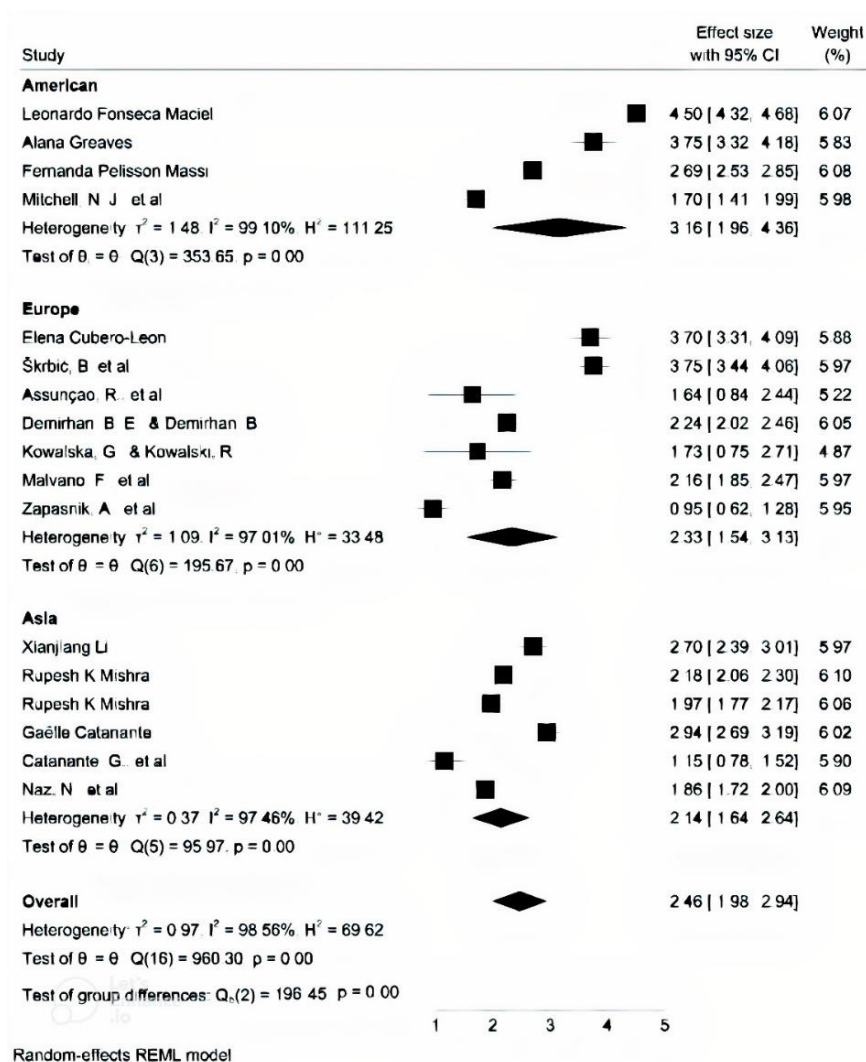 Effect size Weight
Study with 95% CI (%)
American
Leonardo Fonseca Maciel 4 50 [ 4 32, 4 68] 6 07
Alana Greaves 3 75 [ 3 32 4 18] 5 83
Fernanda Pelisson Massi 2 69 [ 2 53 2 85] 6 08
Mitchell, N J et al 1 70 [ 1 41 1 99] 5 98
Heterogeneity τ² = 1 48. I² = 99 10%. H² = 111 25 3 16 [ 1 96, 4 36]
Test of θᵢ = θ Q(3) = 353 65. p = 0 00
Europe
Elena Cubero-Leon 3 70 [ 3 31, 4 09] 5 88
Škrbić, B et al 3 75 [ 3 44 4 06] 5 97
Assunçao, R.. et al 1 64 [ 0 84 2 44] 5 22
Demirhan B E & Demirhan B 2 24 [ 2 02 2 46] 6 05
Kowalska, G & Kowalski, R 1 73 [ 0 75 2 71] 4 87
Malvano F et al 2 16 [ 1 85 2 47] 5 97
Zapasnik, A et al 0 95 [ 0 62 1 28] 5 95
Heterogeneity τ² = 1 09. I² = 97 01% H² = 33 48 2 33 [ 1 54, 3 13]
Test of θ = θ Q(6) = 195.67, p = 0 00
Asia
Xianjiang Li 2 70 [ 2 39 3 01] 5 97
Rupesh K Mishra 2 18 [ 2.06 2 30] 6 10
Rupesh K Mishra 1 97 [ 1 77 2 17] 6 06
Gaëlle Catanante 2 94 [ 2 69 3 19] 6 02
Catanante G.. et al 1 15 [ 0 78, 1 52] 5 90
Naz. N et al 1 86 [ 1 72 2 00] 6 09
Heterogeneity τ² = 0 37 I² = 97 46% H² = 39 42 2 14 [ 1 64 2 64]
Test of θ = θ Q(5) = 95 97. p = 0 00
Overall 2 46 [ 1 98 2 94]
Heterogeneity τ² = 0 97 I² = 98 56%. H² = 69 62
Test of θ = θ Q(16) = 960 30 p = 0 00
Test of group differences: Q (2) = 196 45 p = 0 00
1 2 3 4 5
Random-effects REML model